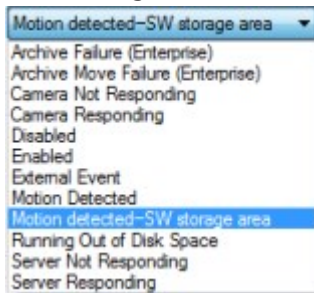 Motion detected-SW storage area
Archive Failure (Enterprise)
Archive Move Failure (Enterprise)
Camera Not Responding
Camera Responding
Disabled
Enabled
External Event
Motion Detected
Motion detected-SW storage area
Running Out of Disk Space
Server Not Responding
Server Responding